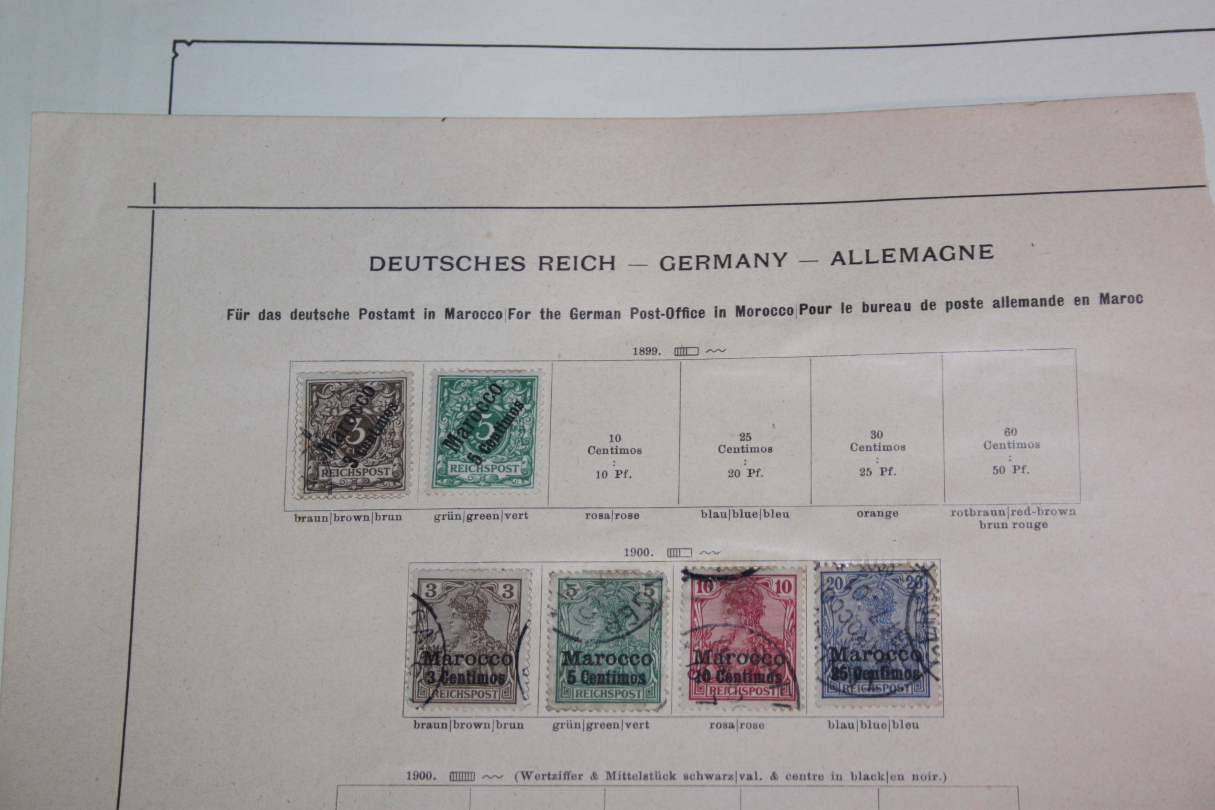 DEUTSCHES REICH — GERMANY — ALLEMAGNE
Für das deutsche Postamt in Marocco|For the German Post-Office in Morocco|Pour le bureau de poste allemande en Maroc
1899.
3
Marocco
3 Centimos
REICHSPOST
5
Marocco
5 Centimos
REICHSPOST
10
Centimos
:
10 Pf.
25
Centimos
:
20 Pf.
30
Centimos
:
25 Pf.
60
Centimos
:
50 Pf.
braun|brown|brun
grün|green|vert
rosa|rose
blau|blue|bleu
orange
rotbraun|red-brown
brun rouge
1900.
3 3
Marocco
3 Centimos
REICHSPOST
5 5
Marocco
5 Centimos
REICHSPOST
10 10
Marocco
10 Centimos
REICHSPOST
20 20
Marocco
25 Centimos
REICHSPOST
braun|brown|brun
grün|green|vert
rosa|rose
blau|blue|bleu
1900. (Wertziffer & Mittelstück schwarz|val. & centre in black|en noir.)